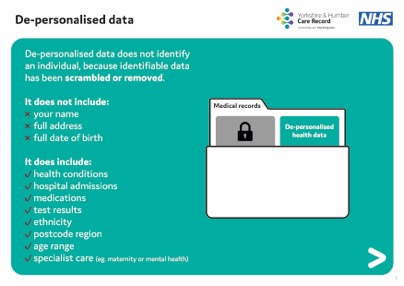 De-personalised data
Yorkshire & Humber
Care Record
NHS
De-personalised data does not identify
an individual, because identifiable data
has been scrambled or removed.
It does not include:
× your name
× full address
× full date of birth
It does include:
✓ health conditions
✓ hospital admissions
✓ medications
✓ test results
✓ ethnicity
✓ postcode region
✓ age range
✓ specialist care (eg. maternity or mental health)
Medical records
De-personalised
health data